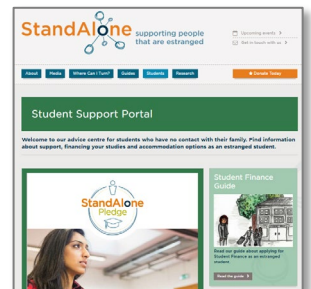 StandAlone
supporting people
that are estranged
Upcoming events >
Get in touch with us >
About
Media
Where Can I Turn?
Guides
Students
Research
Donate Today
Student Support Portal
Welcome to our advice centre for students who have no contact with their family. Find information
about support, financing your studies and accommodation options as an estranged student.
StandAlone
Pledge
Student Finance
Guide
Read our guide about applying for
Student Finance as an estranged
student
Read the guide >